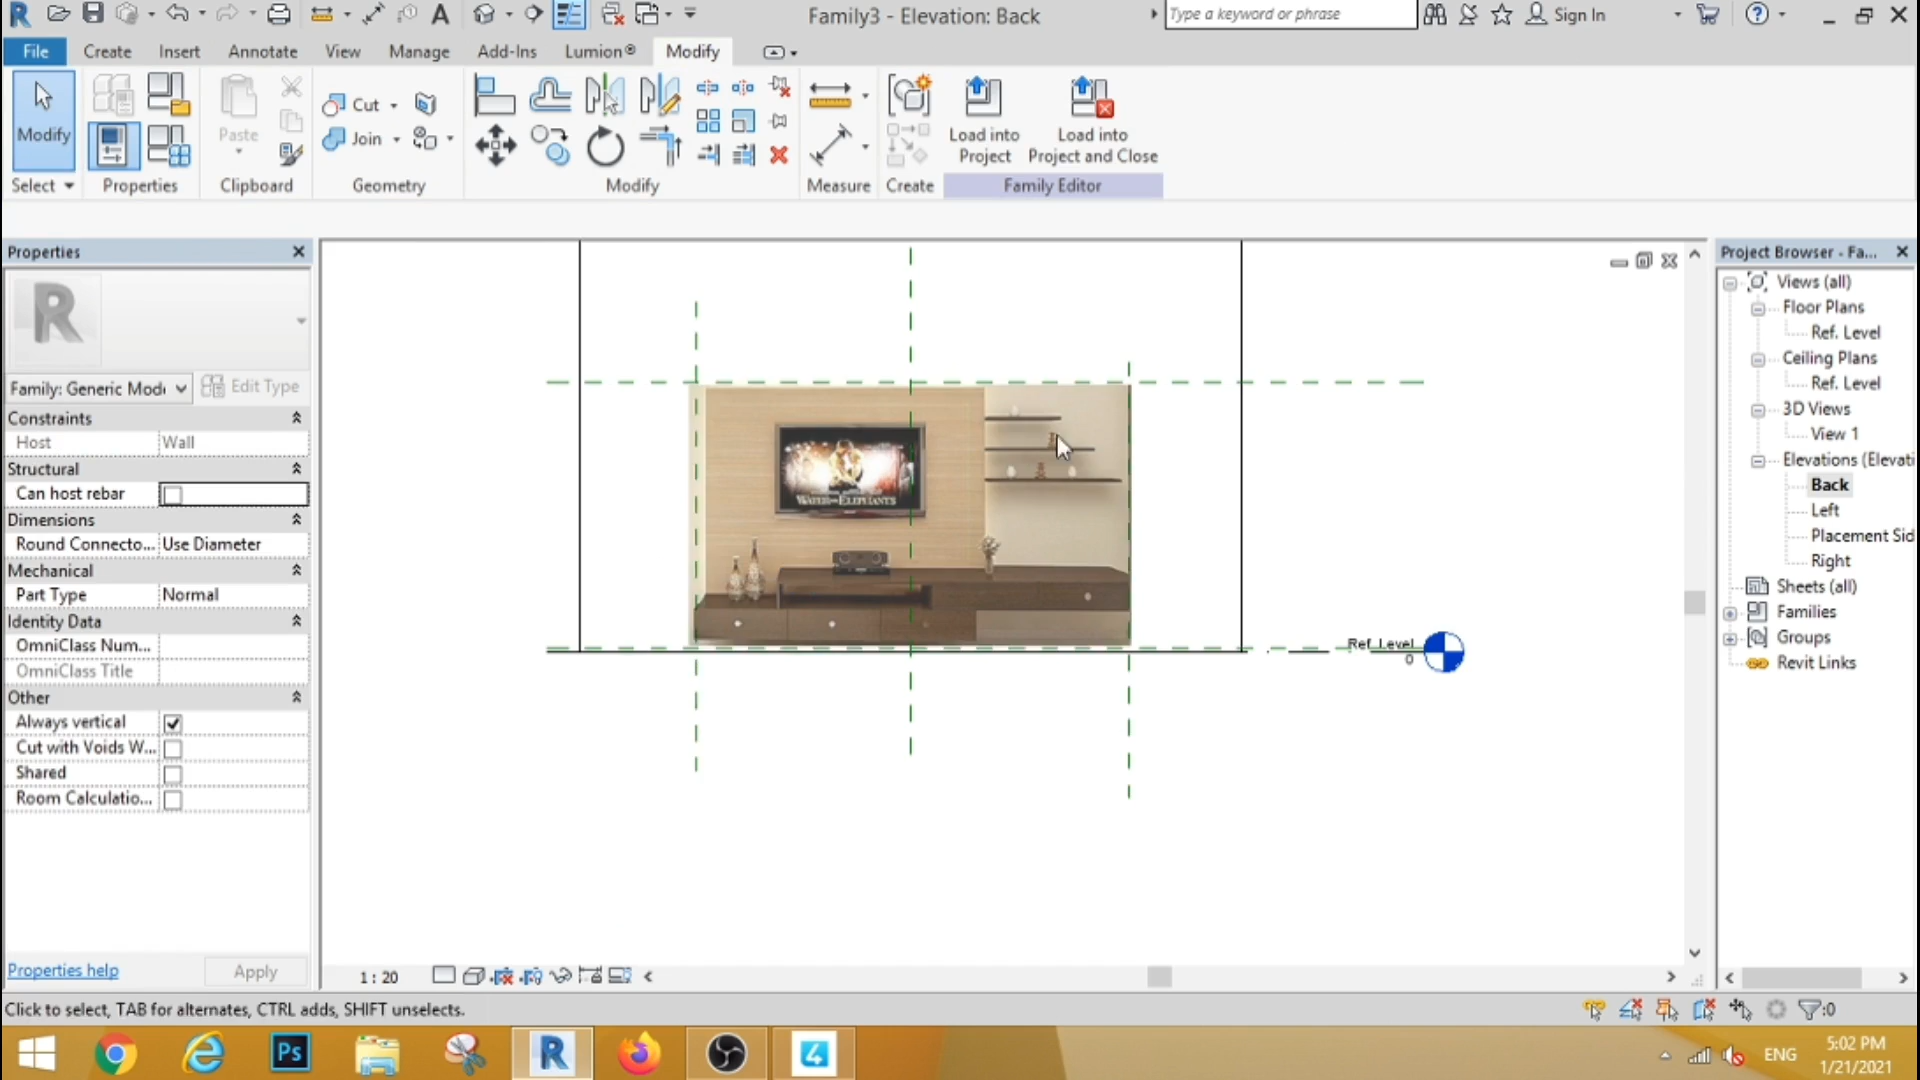 Family3 - Elevation: Back
Type a keyword or phrase
Sign In
File
Create
Insert
Annotate
View
Manage
Add-Ins
Lumion®
Modify
Modify
Paste
Cut
Join
Load into
Project
Load into
Project and Close
Select
Properties
Clipboard
Geometry
Modify
Measure
Create
Family Editor
Properties
Family: Generic Mode
Edit Type
Constraints
Host Wall
Structural
Can host rebar
Dimensions
Round Connecto... Use Diameter
Mechanical
Part Type Normal
Identity Data
OmniClass Num...
OmniClass Title
Other
Always vertical
Cut with Voids W...
Shared
Room Calculatio...
Properties help
Apply
WATER for ELEPHANTS
Ref. Level
0
Project Browser - Fa...
Views (all)
Floor Plans
Ref. Level
Ceiling Plans
Ref. Level
3D Views
View 1
Elevations (Elevati
Back
Left
Placement Sid
Right
Sheets (all)
Families
Groups
Revit Links
1 : 20
Click to select, TAB for alternates, CTRL adds, SHIFT unselects.
:0
Ps
R
4
ENG
5:02 PM
1/21/2021